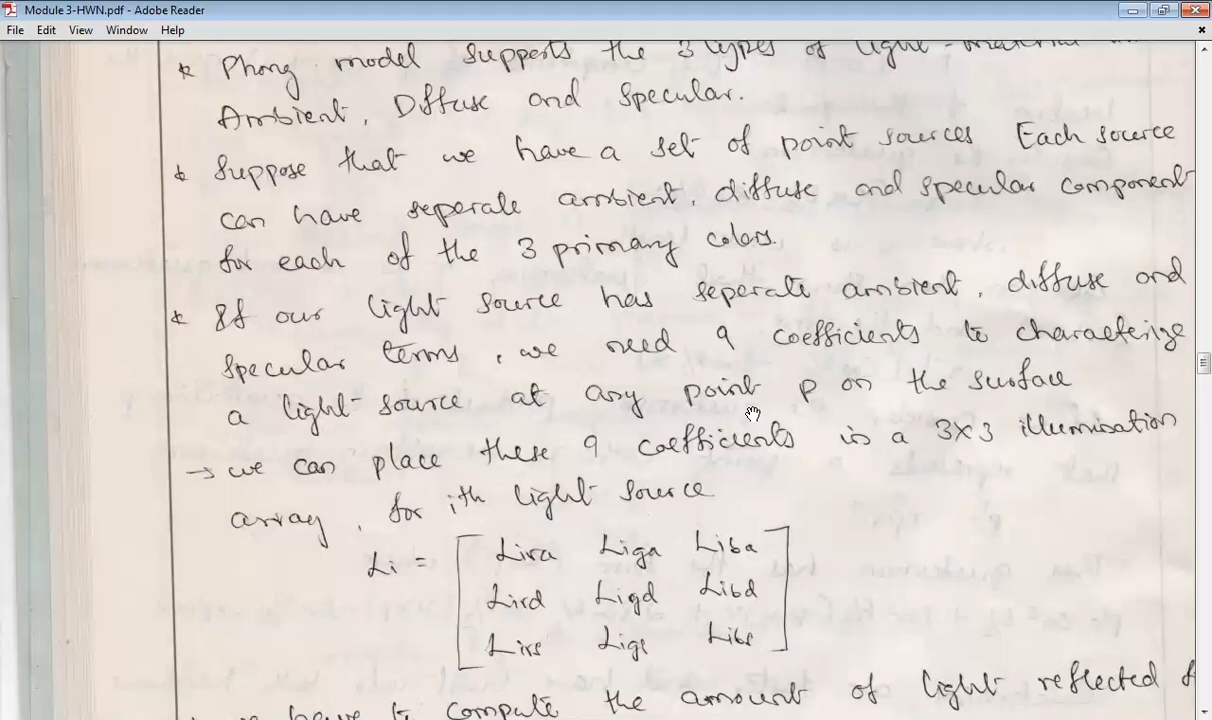 Module 3-HWN.pdf - Adobe Reader
File Edit View Window Help
* Phong model supports the 3 types of light-material
Ambient, Diffuse and Specular.
* Suppose that we have a set of point sources Each source
can have seperate ambient, diffuse and specular component
for each of the 3 primary colors.
* If our light source has seperate ambient, diffuse and
specular terms, we need 9 coefficients to characterize
a light-source at any point p on the surface
→ we can place these 9 coefficients in a 3x3 illumination
array, for ith light source
Li = [ Lira Liga Liba
Lird Ligd Libd
Lirs Ligs Libs ]
have to compute the amount of light reflected